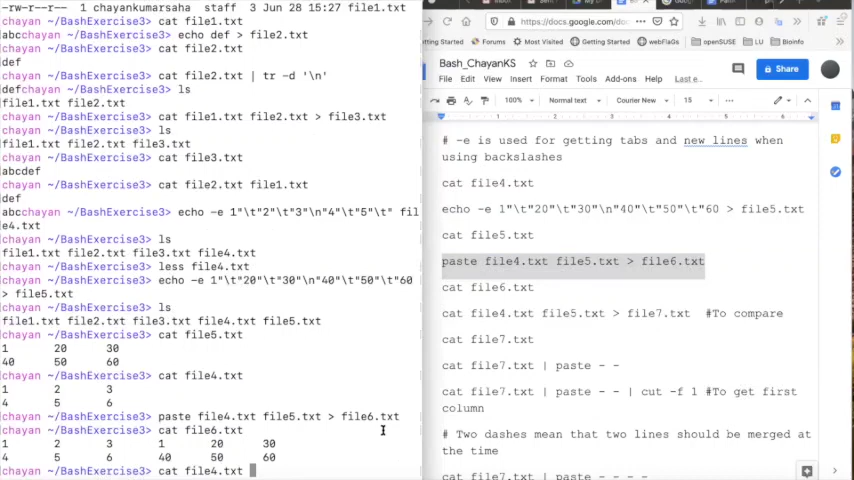 -rw-r--r--  1 chayankumarsaha  staff  3 Jun 28 15:27 file1.txt
abcchayan ~/BashExercise3> echo def > file2.txt
chayan ~/BashExercise3> cat file2.txt
def
chayan ~/BashExercise3> cat file2.txt | tr -d '\n'
defchayan ~/BashExercise3> ls
file1.txt file2.txt
chayan ~/BashExercise3> cat file1.txt file2.txt > file3.txt
chayan ~/BashExercise3> ls
file1.txt file2.txt file3.txt
chayan ~/BashExercise3> cat file3.txt
abcdef
chayan ~/BashExercise3> cat file2.txt file1.txt
def
abcchayan ~/BashExercise3> echo -e 1"\t"2"\t"3"\n"4"\t"5"\t" fil
e4.txt
chayan ~/BashExercise3> ls
file1.txt file2.txt file3.txt file4.txt
chayan ~/BashExercise3> less file4.txt
chayan ~/BashExercise3> echo -e 1"\t"20"\t"30"\n"40"\t"50"\t"60
> file5.txt
chayan ~/BashExercise3> ls
file1.txt file2.txt file3.txt file4.txt file5.txt
chayan ~/BashExercise3> cat file5.txt
1 20 30
40 50 60
chayan ~/BashExercise3> cat file4.txt
1 2 3
4 5 6
chayan ~/BashExercise3> paste file4.txt file5.txt > file6.txt
chayan ~/BashExercise3> cat file6.txt
1 2 3 1 20 30
4 5 6 40 50 60
chayan ~/BashExercise3> cat file4.txt
https://docs.google.com/do
Getting Started Forums Most Visited Getting Started webFlaGs openSUSE LU Bioinfo
Bash_ChayanKS
File Edit View Insert Format Tools Add-ons Help Last e...
Share
100% Normal text Courier New 15
1 2 3 4 5 6
# -e is used for getting tabs and new lines when
using backslashes
cat file4.txt
echo -e 1"\t"20"\t"30"\n"40"\t"50"\t"60 > file5.txt
cat file5.txt
paste file4.txt file5.txt > file6.txt
cat file6.txt
cat file4.txt file5.txt > file7.txt  #To compare
cat file7.txt
cat file7.txt | paste - -
cat file7.txt | paste - - | cut -f 1 #To get first
column
# Two dashes mean that two lines should be merged at
the time
cat file7.txt | paste - - - -